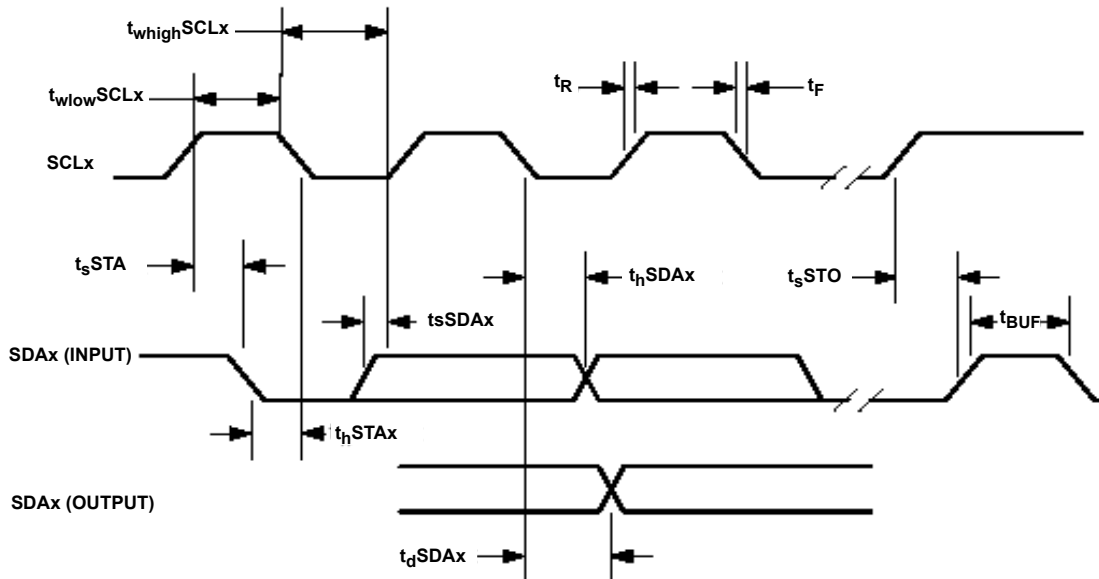 twhighSCLx
twlowSCLx
tR
tF
SCLx
tsSTA
thSDAx
tsSTO
tsSDAx
tBUF
SDAx (INPUT)
thSTAx
SDAx (OUTPUT)
tdSDAx